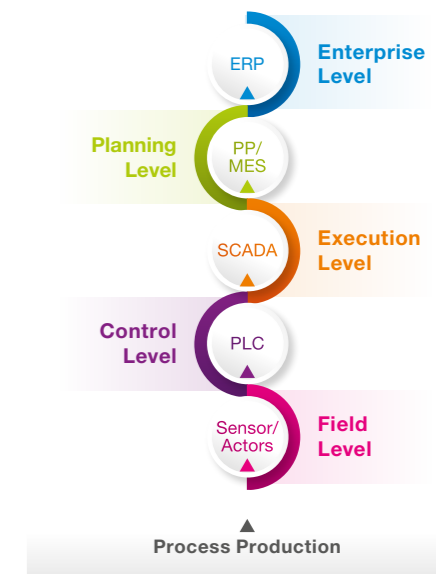 ERP
Enterprise
Level
Planning
Level
PP/
MES
SCADA
Execution
Level
Control
Level
PLC
Sensor/
Actors
Field
Level
Process Production